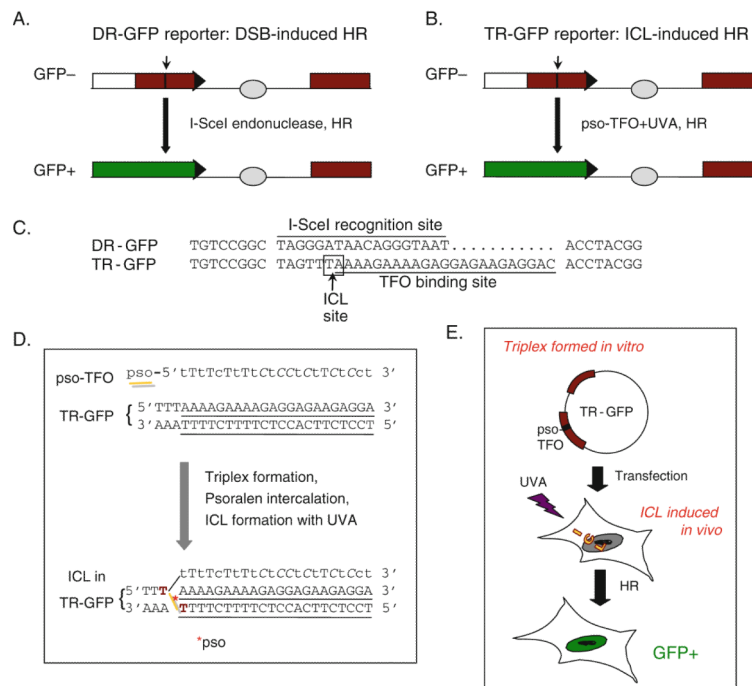 A.
DR-GFP reporter: DSB-induced HR
GFP–
I-SceI endonuclease, HR
GFP+
B.
TR-GFP reporter: ICL-induced HR
GFP–
pso-TFO+UVA, HR
GFP+
C.
I-SceI recognition site
DR - GFP TGTCCGGC TAGGGATAACAGGGTAAT........... ACCTACGG
TR - GFP TGTCCGGC TAGTTTAAAAGAAAAGAGGAGAAGAGGAC ACCTACGG
TFO binding site
ICL
site
D.
pso-TFO pso-5′ tTtTcTtTtCtCCtCtTCtCct 3′
TR-GFP { 5′ TTTAAAAGAAAAGAGGAGAAGAGGA
3′ AAATTTTCTTTTCTCCACTTCTCCT
Triplex formation,
Psoralen intercalation,
ICL formation with UVA
tTtTcTtTtCtCCtCtTCtCct 3′
ICL in
TR-GFP { 5′ TTT AAAAGAAAAGAGGAGAAGAGGA 3′
3′ AAA TTTTCTTTTCTCCACTTCTCCT 5′
*
*pso
E.
Triplex formed in vitro
TR - GFP
pso-
TFO
Transfection
UVA
ICL induced
in vivo
ICL
HR
GFP+